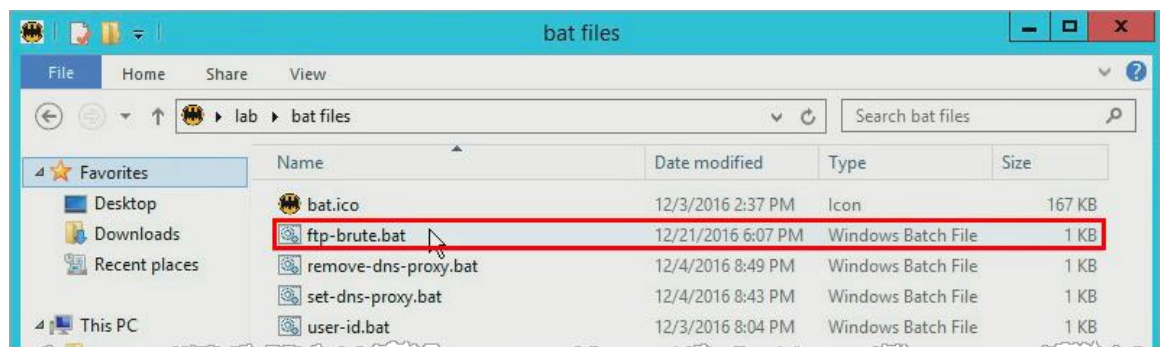 bat files
File Home Share View
lab bat files Search bat files
Favorites
Desktop
Downloads
Recent places
This PC
Name Date modified Type Size
bat.ico 12/3/2016 2:37 PM Icon 167 KB
ftp-brute.bat 12/21/2016 6:07 PM Windows Batch File 1 KB
remove-dns-proxy.bat 12/4/2016 8:49 PM Windows Batch File 1 KB
set-dns-proxy.bat 12/4/2016 8:43 PM Windows Batch File 1 KB
user-id.bat 12/3/2016 8:04 PM Windows Batch File 1 KB